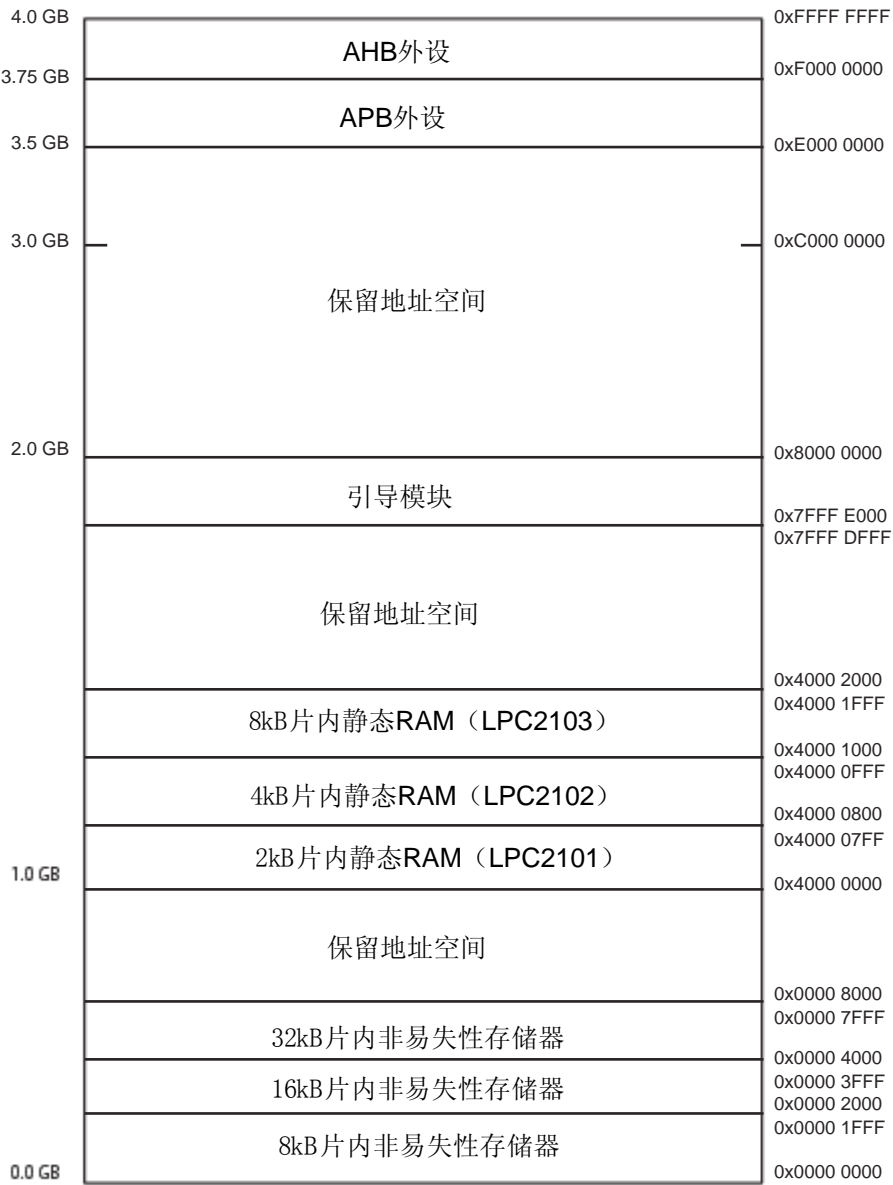 4.0 GB
0xFFFF FFFF
AHB外设
3.75 GB
0xF000 0000
APB外设
3.5 GB
0xE000 0000
3.0 GB
0xC000 0000
保留地址空间
2.0 GB
0x8000 0000
引导模块
0x7FFF E000
0x7FFF DFFF
保留地址空间
0x4000 2000
0x4000 1FFF
8kB片内静态RAM（LPC2103）
0x4000 1000
0x4000 0FFF
4kB片内静态RAM（LPC2102）
0x4000 0800
0x4000 07FF
2kB片内静态RAM（LPC2101）
1.0 GB
0x4000 0000
保留地址空间
0x0000 8000
0x0000 7FFF
32kB片内非易失性存储器
0x0000 4000
0x0000 3FFF
16kB片内非易失性存储器
0x0000 2000
0x0000 1FFF
8kB片内非易失性存储器
0.0 GB
0x0000 0000